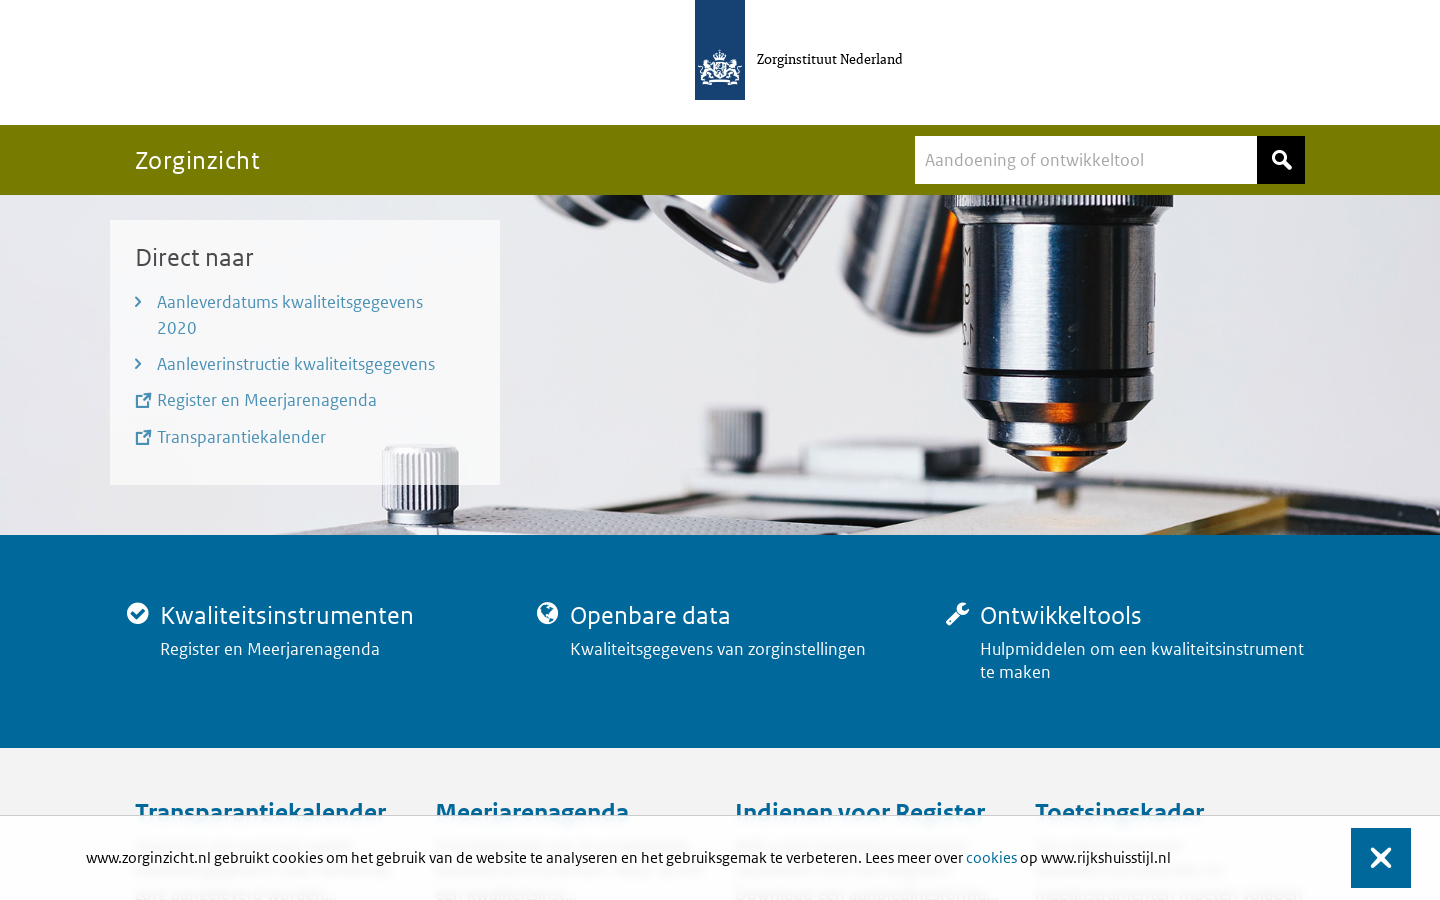 Zorginstituut Nederland
Zorginzicht
Aandoening of ontwikkeltool
Direct naar
Aanleverdatums kwaliteitsgegevens
2020
Aanleverinstructie kwaliteitsgegevens
Register en Meerjarenagenda
Transparantiekalender
Kwaliteitsinstrumenten
Register en Meerjarenagenda
Openbare data
Kwaliteitsgegevens van zorginstellingen
Ontwikkeltools
Hulpmiddelen om een kwaliteitsinstrument
te maken
Transparantiekalender
Meerjarenagenda
Indienen voor Register
Toetsingskader
www.zorginzicht.nl gebruikt cookies om het gebruik van de website te analyseren en het gebruiksgemak te verbeteren. Lees meer over cookies op www.rijkshuisstijl.nl